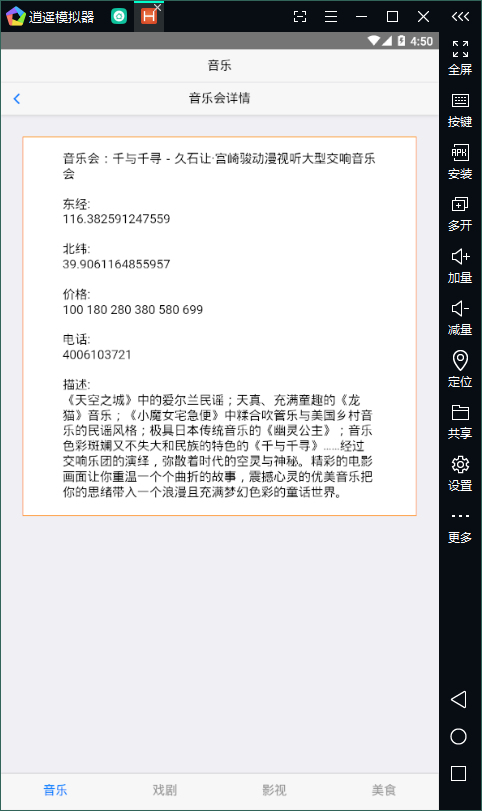 逍遥模拟器
4:50
音乐
音乐会详情
音乐会：千与千寻 - 久石让·宫崎骏动漫视听大型交响音乐
会
东经:
116.382591247559
北纬:
39.9061164855957
价格:
100 180 280 380 580 699
电话:
4006103721
描述:
《天空之城》中的爱尔兰民谣；天真、充满童趣的《龙
猫》音乐；《小魔女宅急便》中糅合吹管乐与美国乡村音
乐的民谣风格；极具日本传统音乐的《幽灵公主》；音乐
色彩斑斓又不失大和民族的特色的《千与千寻》……经过
交响乐团的演绎，弥散着时代的空灵与神秘。精彩的电影
画面让你重温一个个曲折的故事，震撼心灵的优美音乐把
你的思绪带入一个浪漫且充满梦幻色彩的童话世界。
音乐
戏剧
影视
美食
全屏
按键
APK
安装
多开
加量
减量
定位
共享
设置
更多